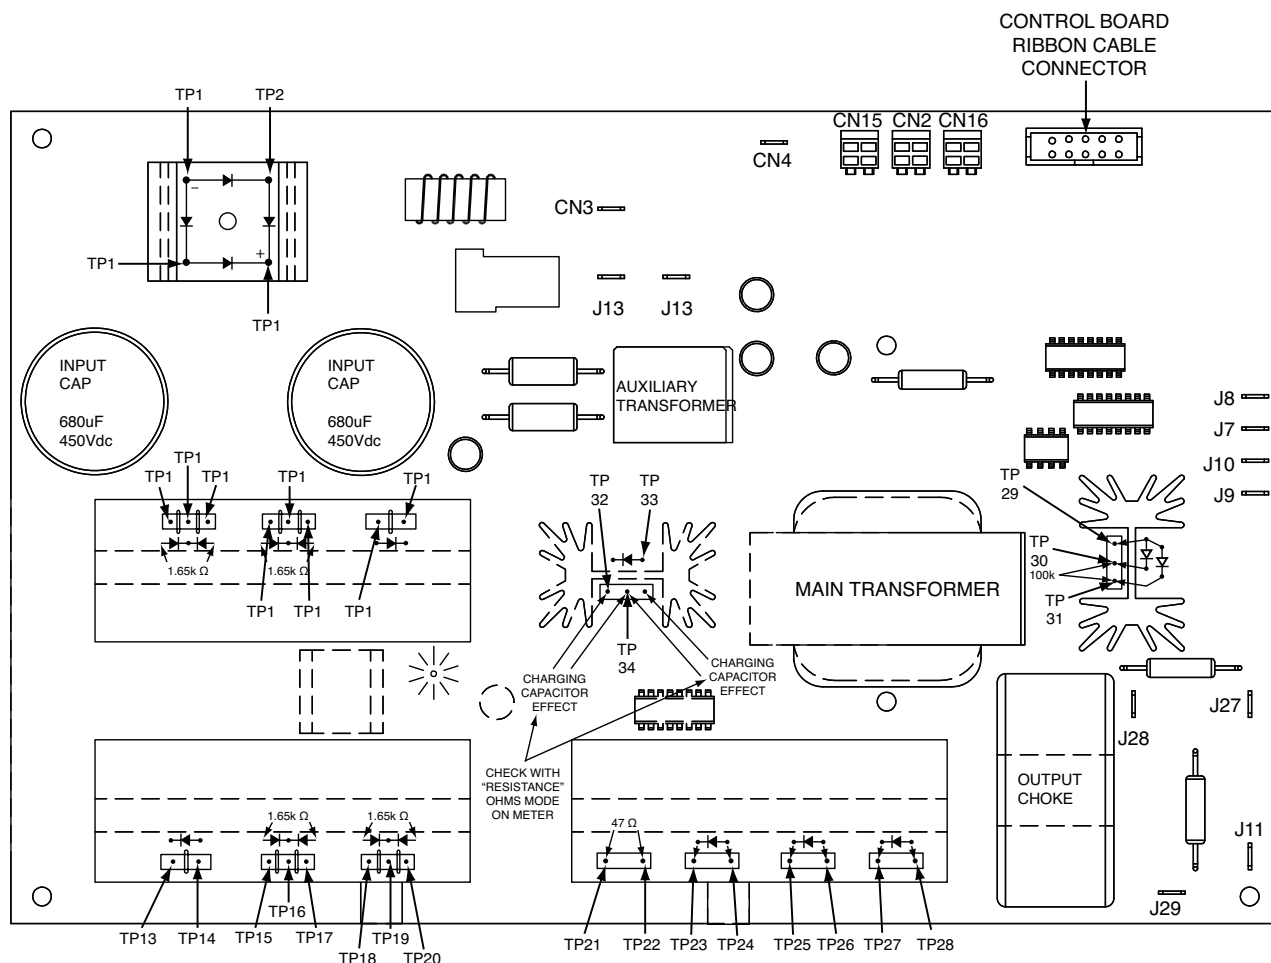 CONTROL BOARD
RIBBON CABLE
CONNECTOR
TP1
TP2
CN15
CN2
CN16
CN4
−
+
TP1
TP1
CN3
J13
J13
INPUT
CAP
680uF
450Vdc
INPUT
CAP
680uF
450Vdc
AUXILIARY
TRANSFORMER
J8
J7
J10
J9
TP1
TP1
TP1
TP1
TP1
1.65k Ω
1.65k Ω
TP1
TP1
TP1
TP
32
TP
33
TP
34
CHARGING
CAPACITOR
EFFECT
CHARGING
CAPACITOR
EFFECT
CHECK WITH
"RESISTANCE"
OHMS MODE
ON METER
MAIN TRANSFORMER
TP
29
TP
30
100k
TP
31
J28
J27
OUTPUT
CHOKE
J11
J29
1.65k Ω
1.65k Ω
47 Ω
TP13
TP14
TP15
TP16
TP17
TP18
TP19
TP20
TP21
TP22
TP23
TP24
TP25
TP26
TP27
TP28